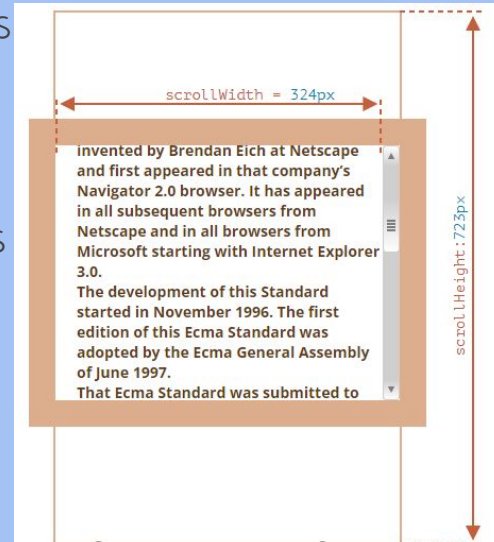 s
scrollWidth = 324px
invented by Brendan Eich at Netscape
and first appeared in that company's
Navigator 2.0 browser. It has appeared
in all subsequent browsers from
Netscape and in all browsers from
Microsoft starting with Internet Explorer
3.0.
The development of this Standard
started in November 1996. The first
edition of this Ecma Standard was
adopted by the Ecma General Assembly
of June 1997.
That Ecma Standard was submitted to
s
scrollHeight:723px